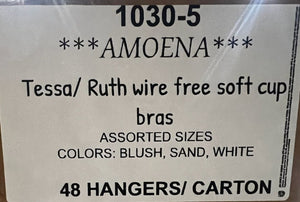 1030-5
***AMOENA***
Tessa/ Ruth wire free soft cup
bras
ASSORTED SIZES
COLORS: BLUSH, SAND, WHITE
48 HANGERS/ CARTON